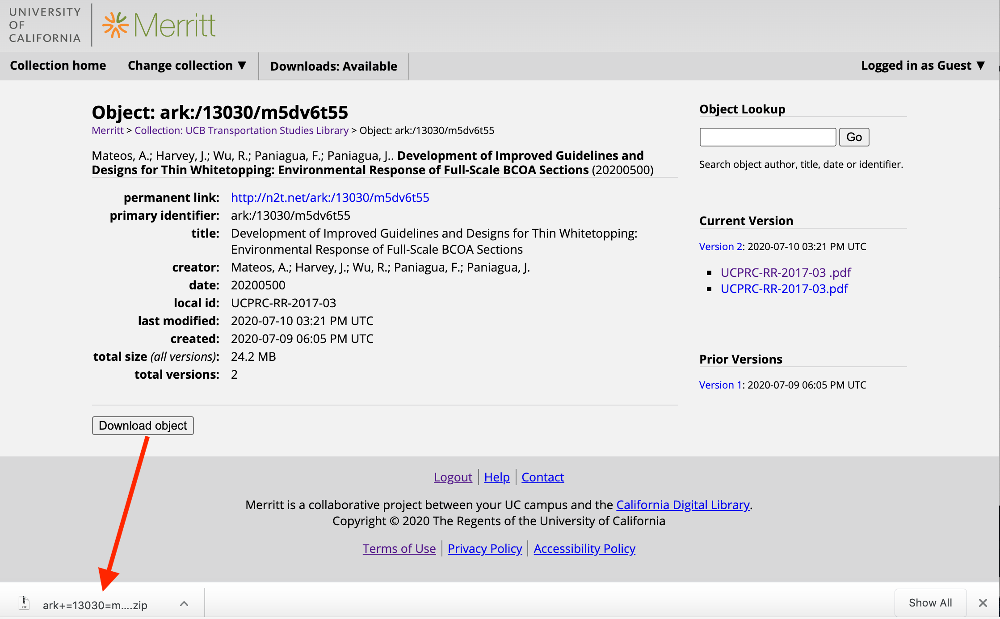 UNIVERSITY
OF
CALIFORNIA
Merritt
Collection home
Change collection ▼
Downloads: Available
Logged in as Guest ▼
Object: ark:/13030/m5dv6t55
Merritt > Collection: UCB Transportation Studies Library > Object: ark:/13030/m5dv6t55
Mateos, A.; Harvey, J.; Wu, R.; Paniagua, F.; Paniagua, J.. Development of Improved Guidelines and
Designs for Thin Whitetopping: Environmental Response of Full-Scale BCOA Sections (20200500)
permanent link: http://n2t.net/ark:/13030/m5dv6t55
primary identifier: ark:/13030/m5dv6t55
title: Development of Improved Guidelines and Designs for Thin Whitetopping:
Environmental Response of Full-Scale BCOA Sections
creator: Mateos, A.; Harvey, J.; Wu, R.; Paniagua, F.; Paniagua, J.
date: 20200500
local id: UCPRC-RR-2017-03
last modified: 2020-07-10 03:21 PM UTC
created: 2020-07-09 06:05 PM UTC
total size (all versions): 24.2 MB
total versions: 2
Download object
Object Lookup
Go
Search object author, title, date or identifier.
Current Version
Version 2: 2020-07-10 03:21 PM UTC
UCPRC-RR-2017-03 .pdf
UCPRC-RR-2017-03.pdf
Prior Versions
Version 1: 2020-07-09 06:05 PM UTC
Logout | Help | Contact
Merritt is a collaborative project between your UC campus and the California Digital Library.
Copyright © 2020 The Regents of the University of California
Terms of Use | Privacy Policy | Accessibility Policy
ZIP
ark+=13030=m....zip
Show All